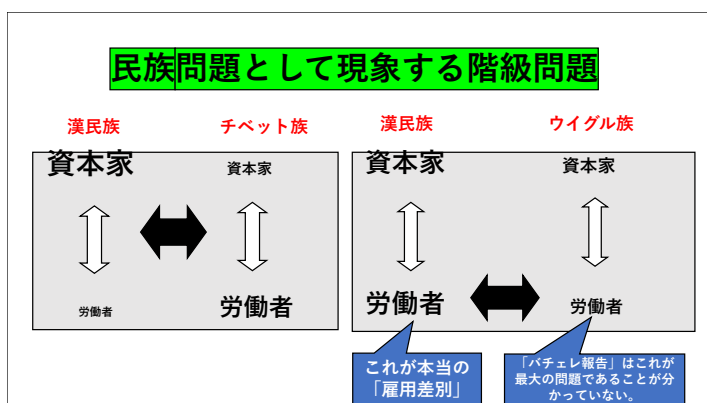 民族問題として現象する階級問題
漢民族
チベット族
漢民族
ウイグル族
資本家
資本家
資本家
資本家
労働者
労働者
労働者
労働者
これが本当の
「雇用差別」
「バチェレ報告」はこれが
最大の問題であることが分
かっていない。